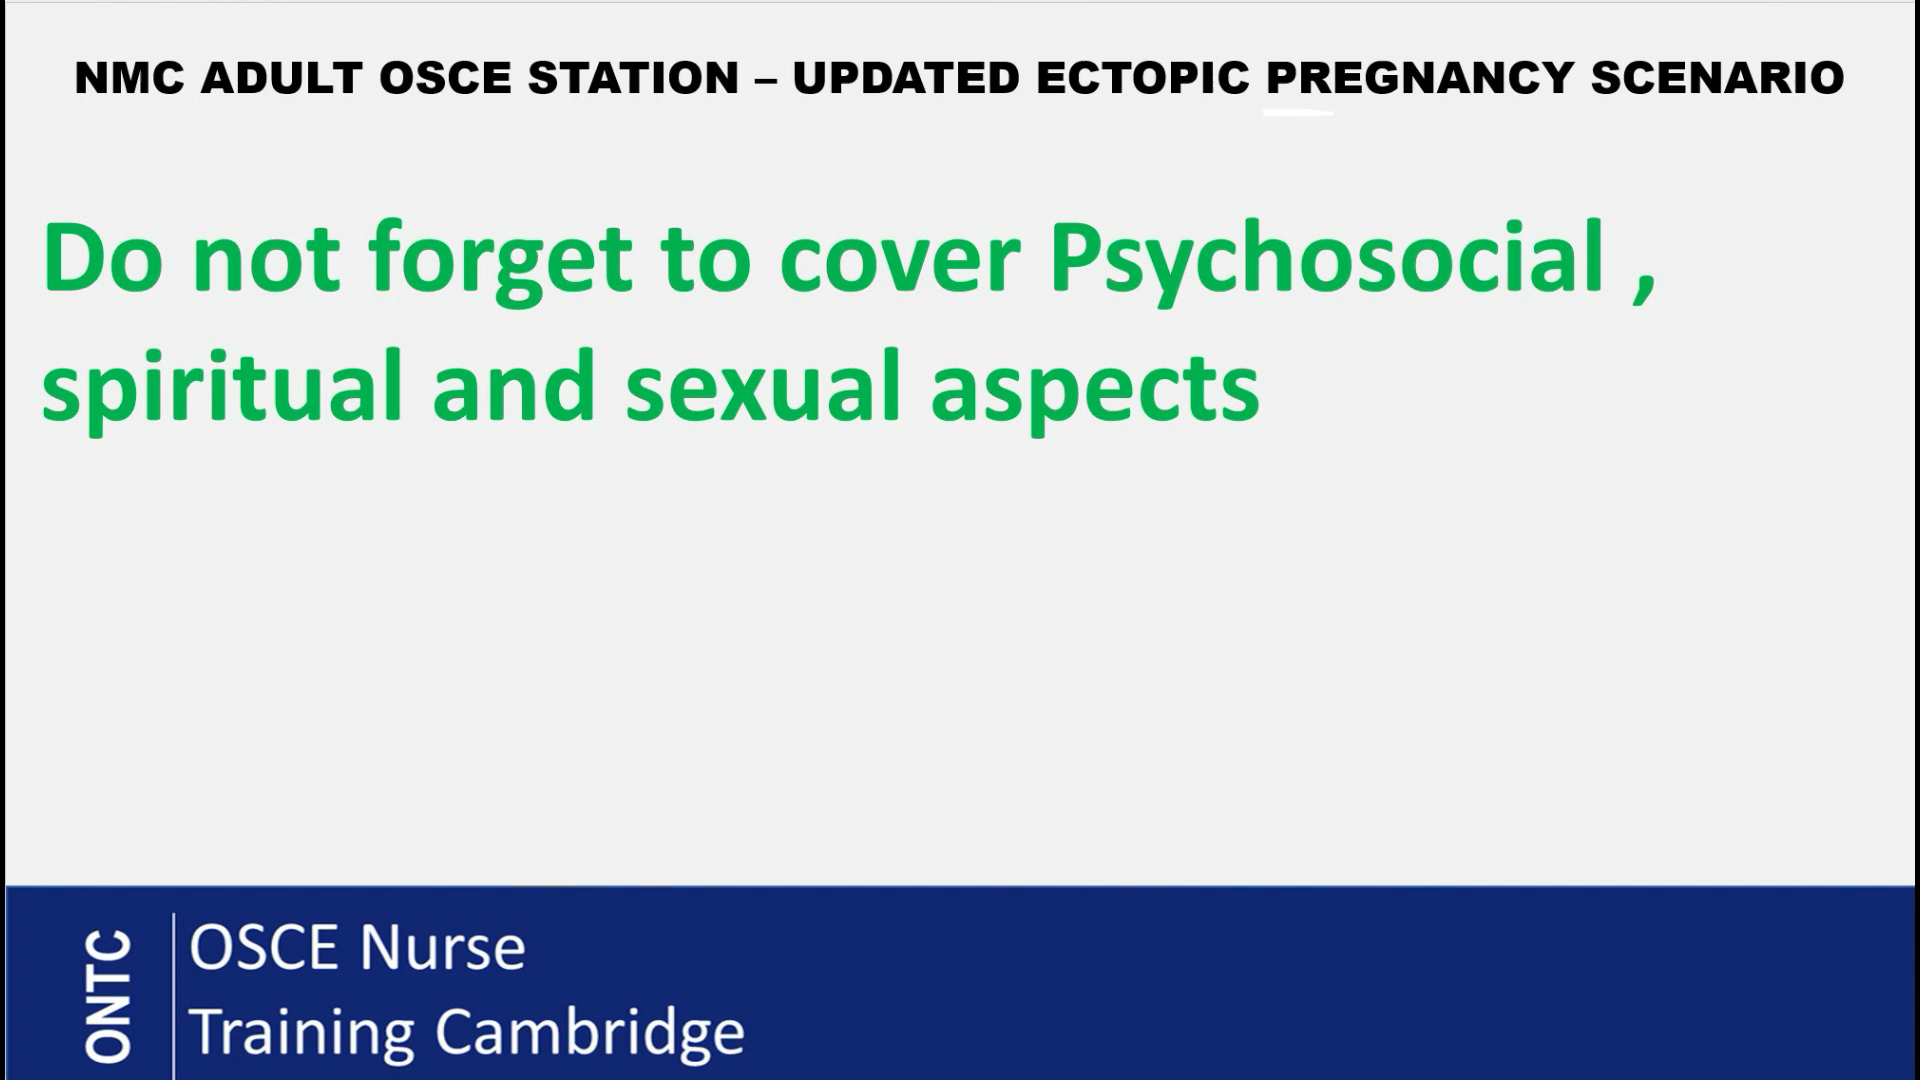 NMC ADULT OSCE STATION – UPDATED ECTOPIC PREGNANCY SCENARIO
Do not forget to cover Psychosocial ,
spiritual and sexual aspects
ONTC
OSCE Nurse
Training Cambridge